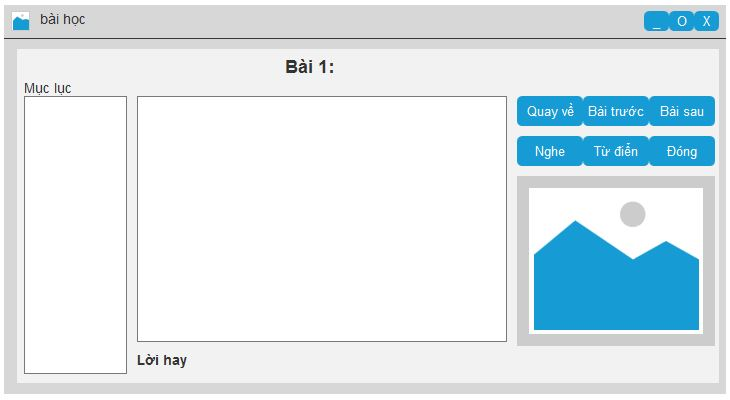 bài học
_ O X
Bài 1:
Mục lục
Quay về Bài trước Bài sau
Nghe Từ điển Đóng
Lời hay